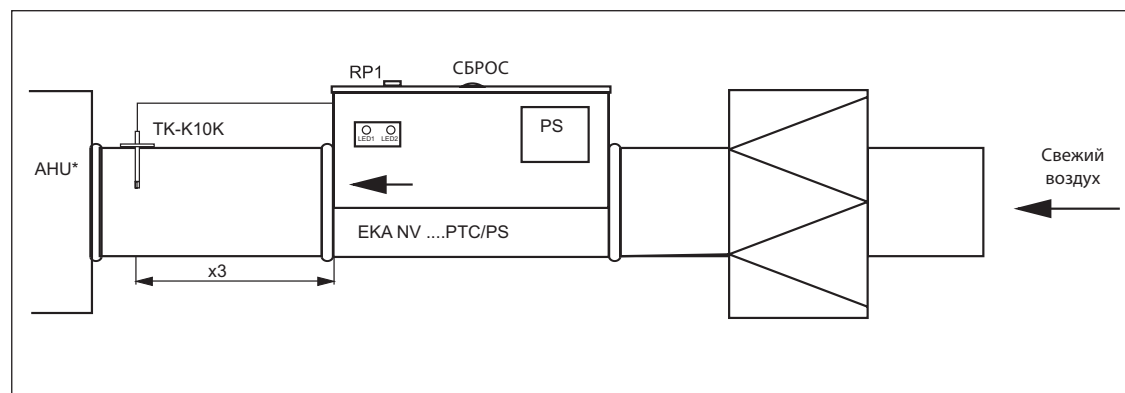 RP1
СБРОС
TK-K10K
LED1 LED2
PS
AHU*
Свежий
воздух
EKA NV ....PTC/PS
x3